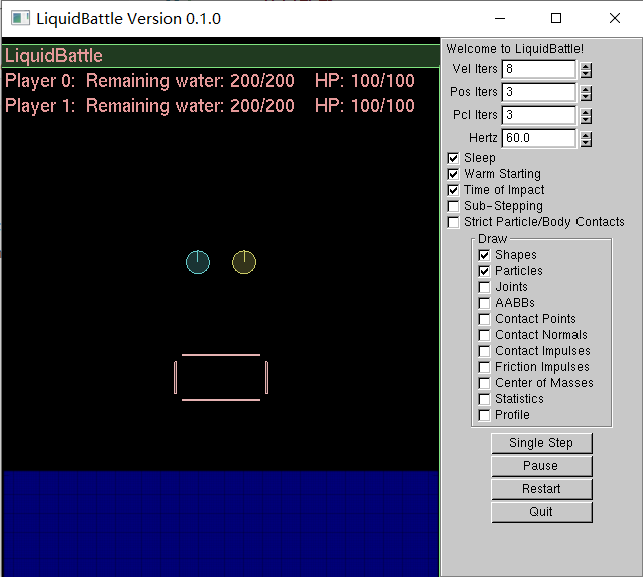 LiquidBattle Version 0.1.0
LiquidBattle
Player 0: Remaining water: 200/200 HP: 100/100
Player 1: Remaining water: 200/200 HP: 100/100
Welcome to LiquidBattle!
Vel Iters 8
Pos Iters 3
Pcl Iters 3
Hertz 60.0
Sleep
Warm Starting
Time of Impact
Sub-Stepping
Strict Particle/Body Contacts
Draw
Shapes
Particles
Joints
AABBs
Contact Points
Contact Normals
Contact Impulses
Friction Impulses
Center of Masses
Statistics
Profile
Single Step
Pause
Restart
Quit